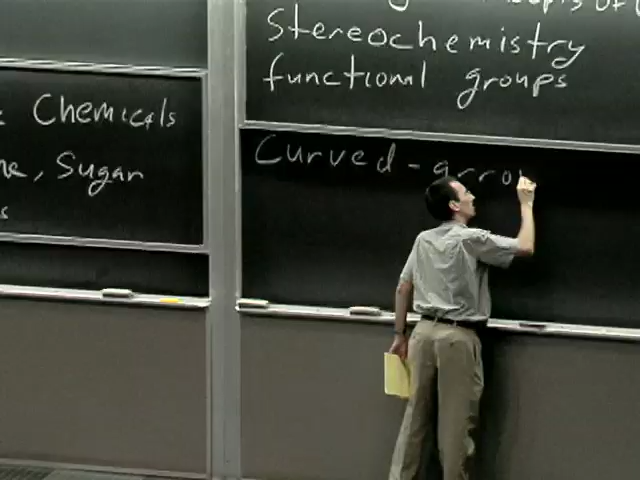 Chemicals
, Sugar
Stereochemistry
functional groups
Curved-arro